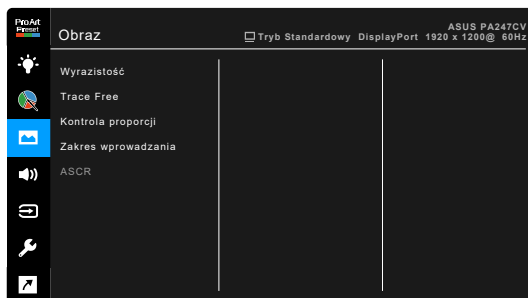 ProArt
Preset
Obraz
ASUS PA247CV
Tryb Standardowy DisplayPort 1920 x 1200@ 60Hz
Wyrazistość
Trace Free
Kontrola proporcji
Zakres wprowadzania
ASCR